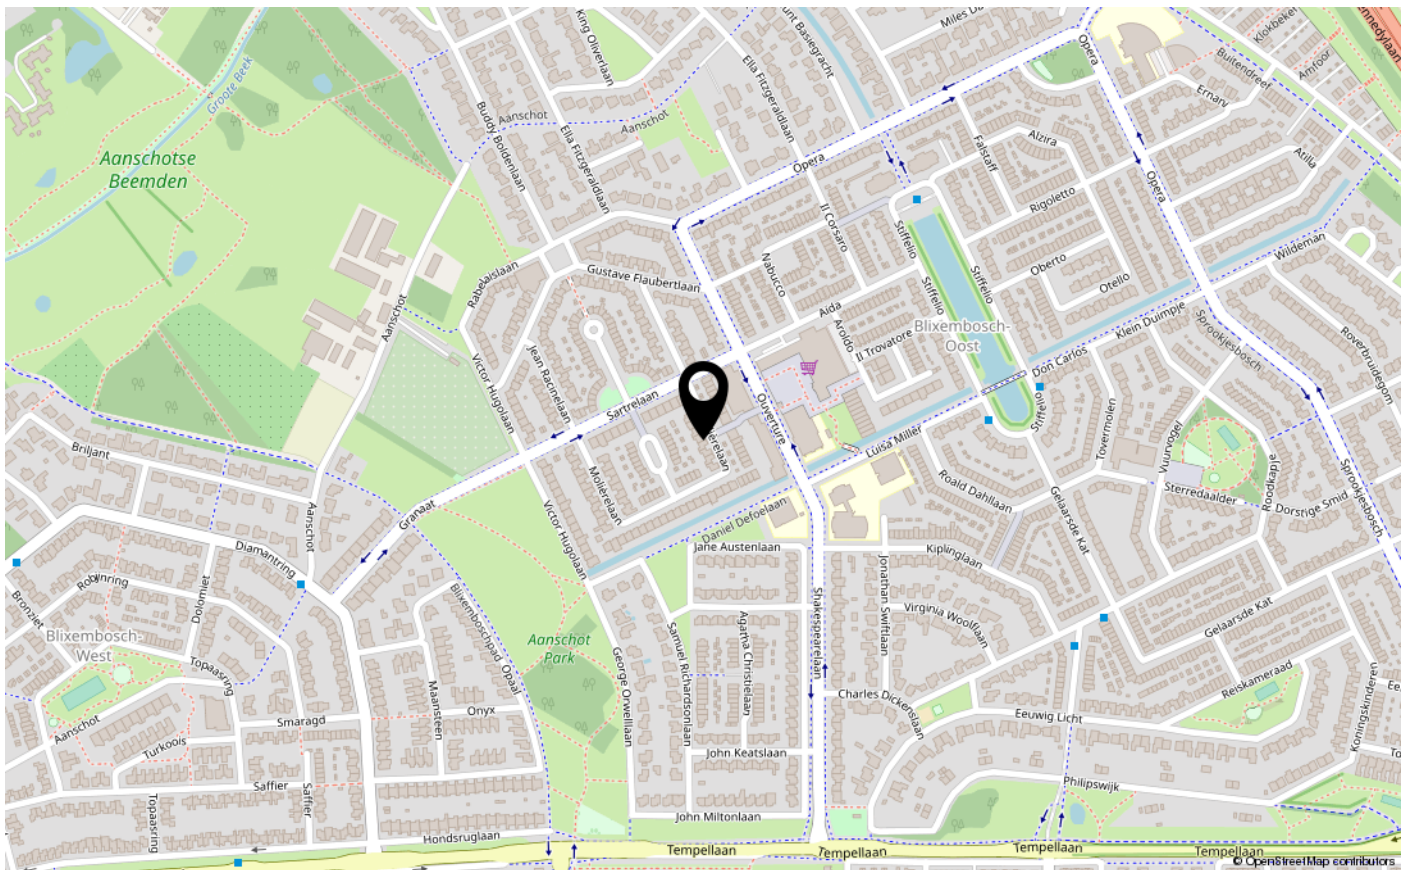 Miles Da
Opera
Kennedylaan
Klokbeker
Amfoor
Buitendreef
Ernani
King Oliverlaan
Count Basiegracht
Ella Fitzgeraldlaan
Groote Beek
Buddy Boldenlaan
Aanschot
Ella Fitzgeraldlaan
Aanschot
Aanschotse
Beemden
Opera
Falstaff
Alzira
Atilla
Opera
Rigoletto
Il Corsaro
Stiffelio
Wildeman
Rabelaislaan
Gustave Flaubertlaan
Nabucco
Oberto
Otello
Stiffelio
Stiffelio
Aanschot
Aida
Aroldo
Il Trovatore
Blixembosch-
Oost
Klein Duimpje
Sprookjesbosch
Roverbruidegom
Don Carlos
Victor Hugolaan
Jean Racinelaan
Sartrelaan
Ouverture
Stiffelio
Tovermolen
Vuurvogel
Luisa Miller
Briljant
Molièrelaan
Roald Dahllaan
Sterredaalder
Roodkapje
Dorstige Smid
Sprookjesbosch
Aanschot
Granaat
Victor Hugolaan
Daniel Defoelaan
Gelaarsde Kat
Diamantring
Jane Austenlaan
Kiplinglaan
Jonathan Swiftlaan
Robijnring
Dolomiet
Bronziet
Blixemboschpad
Shakespearelaan
Virginia Woolflaan
Gelaarsde Kat
Blixembosch-
West
Aanschot
Park
Samuel Richardsonlaan
Agatha Christielaan
George Orwelllaan
Topaasring
Opaal
Maansteen
Charles Dickenslaan
Reiskameraad
Koningskinderen
Onyx
Smaragd
Eeuwig Licht
Aanschot
Turkoois
John Keatslaan
Saffier
Saffier
Topaasring
Philipswijk
John Miltonlaan
Hondsruglaan
Tempellaan
Tempellaan
Tempellaan
Tempellaan
© OpenStreetMap contributors